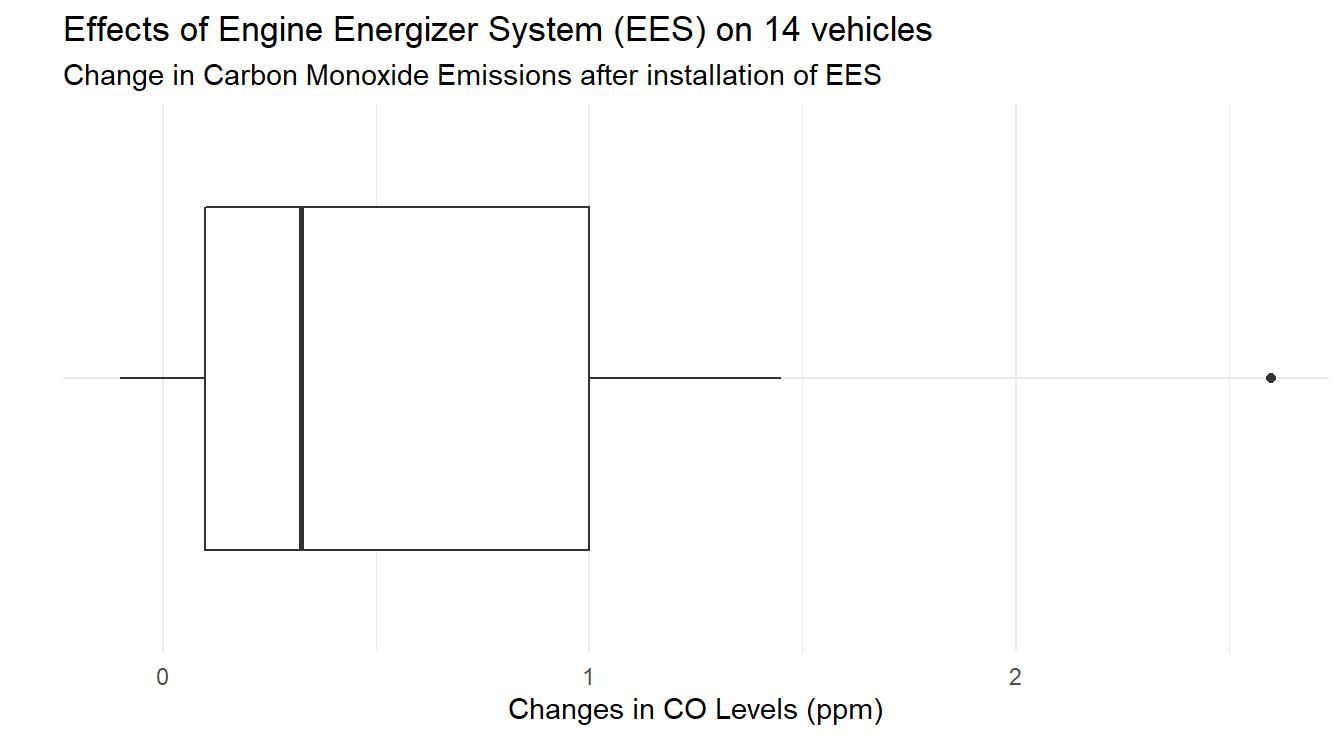 Effects of Engine Energizer System (EES) on 14 vehicles
Change in Carbon Monoxide Emissions after installation of EES
0 1 2
Changes in CO Levels (ppm)